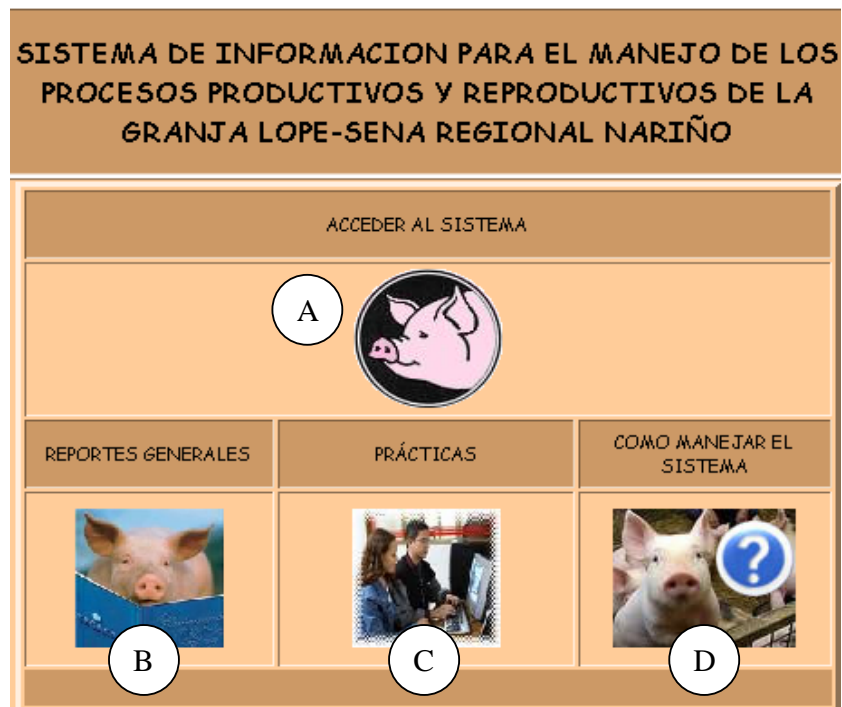 SISTEMA DE INFORMACION PARA EL MANEJO DE LOS
PROCESOS PRODUCTIVOS Y REPRODUCTIVOS DE LA
GRANJA LOPE-SENA REGIONAL NARIÑO
ACCEDER AL SISTEMA
A
REPORTES GENERALES
PRÁCTICAS
COMO MANEJAR EL
SISTEMA
?
B
C
D